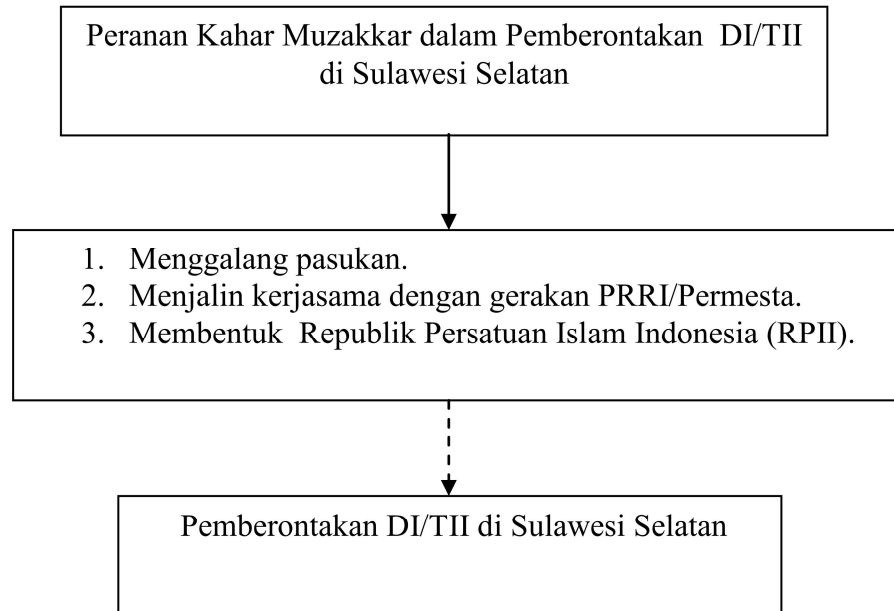 Peranan Kahar Muzakkar dalam Pemberontakan DI/TII
di Sulawesi Selatan
1. Menggalang pasukan.
2. Menjalin kerjasama dengan gerakan PRRI/Permesta.
3. Membentuk Republik Persatuan Islam Indonesia (RPII).
Pemberontakan DI/TII di Sulawesi Selatan